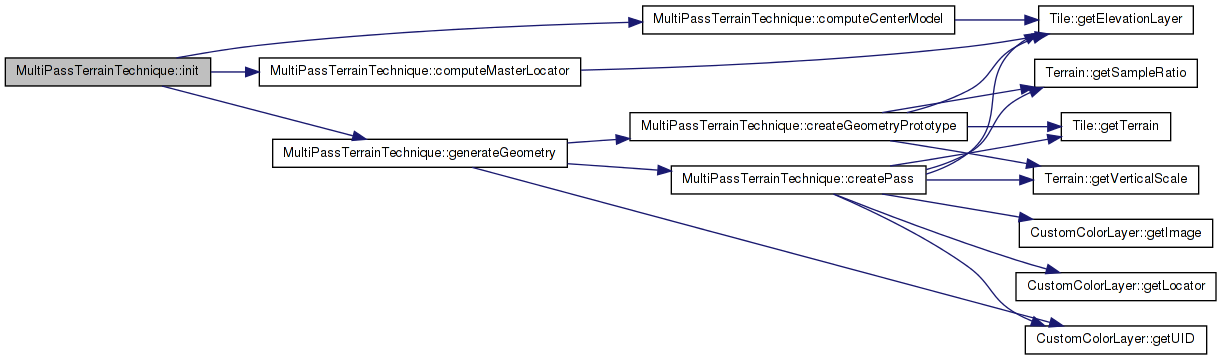 MultiPassTerrainTechnique::init
MultiPassTerrainTechnique::computeCenterModel
MultiPassTerrainTechnique::computeMasterLocator
MultiPassTerrainTechnique::generateGeometry
MultiPassTerrainTechnique::createGeometryPrototype
MultiPassTerrainTechnique::createPass
Tile::getElevationLayer
Terrain::getSampleRatio
Tile::getTerrain
Terrain::getVerticalScale
CustomColorLayer::getImage
CustomColorLayer::getLocator
CustomColorLayer::getUID